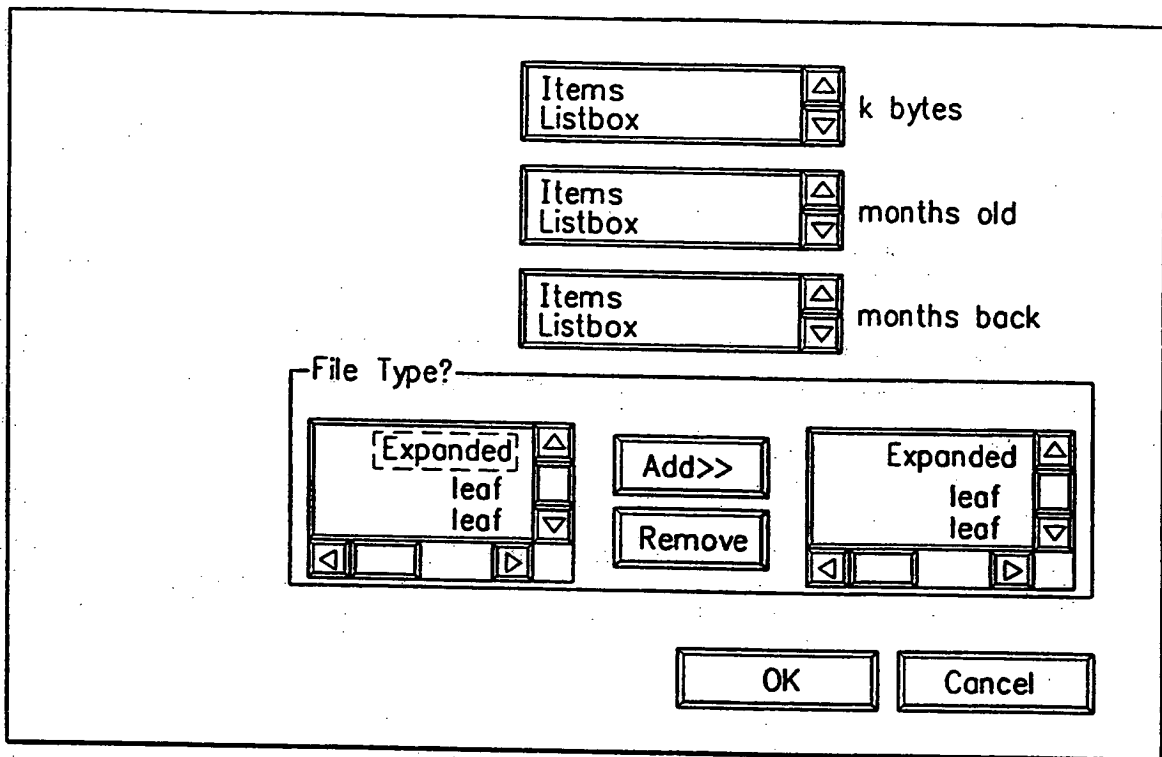 Items
Listbox
k bytes
Items
Listbox
months old
Items
Listbox
months back
File Type?
Expanded
leaf
leaf
Add>>
Remove
Expanded
leaf
leaf
OK
Cancel